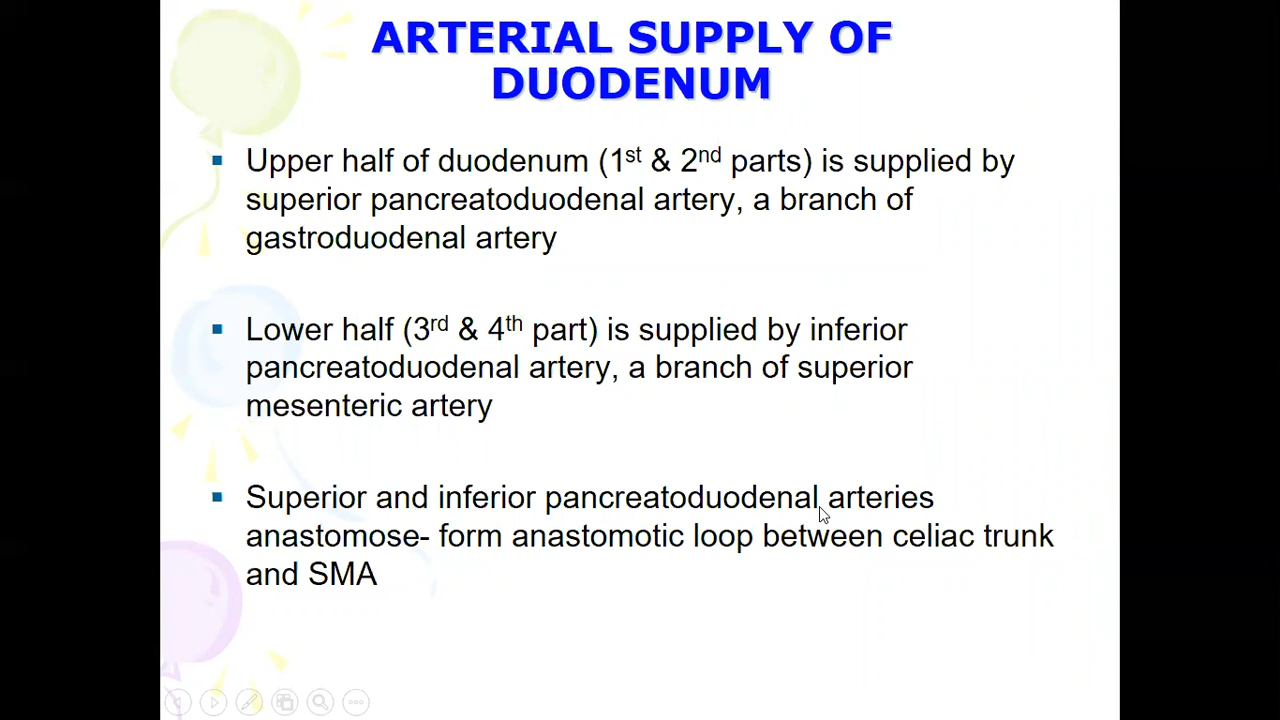 ARTERIAL SUPPLY OF
DUODENUM
▪ Upper half of duodenum (1st & 2nd parts) is supplied by
superior pancreatoduodenal artery, a branch of
gastroduodenal artery
▪ Lower half (3rd & 4th part) is supplied by inferior
pancreatoduodenal artery, a branch of superior
mesenteric artery
▪ Superior and inferior pancreatoduodenal arteries
anastomose- form anastomotic loop between celiac trunk
and SMA